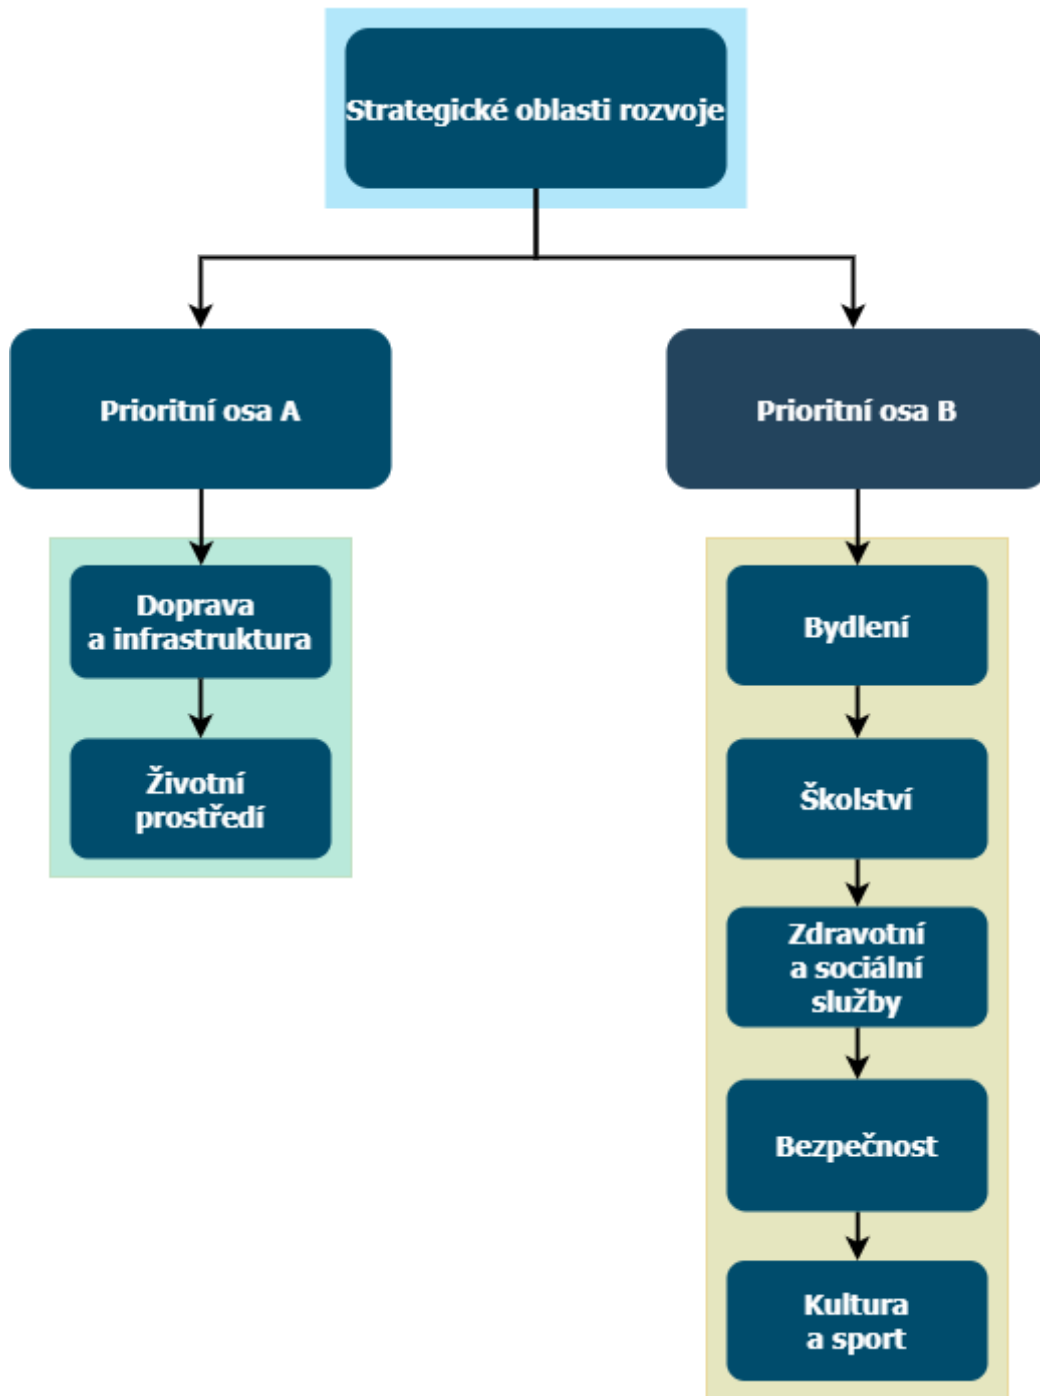 Strategické oblasti rozvoje
Prioritní osa A
Prioritní osa B
Doprava
a infrastruktura
Životní
prostředí
Bydlení
Školství
Zdravotní
a sociální
služby
Bezpečnost
Kultura
a sport